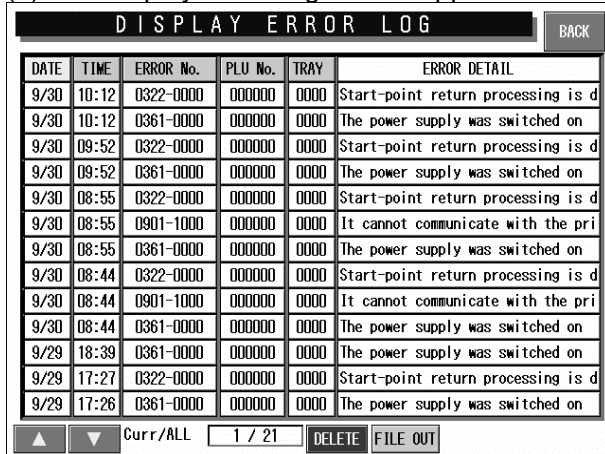 DISPLAY ERROR LOG BACK
DATE TIME ERROR No. PLU No. TRAY ERROR DETAIL
9/30 10:12 0322-0000 000000 0000 Start-point return processing is d
9/30 10:12 0361-0000 000000 0000 The power supply was switched on
9/30 09:52 0322-0000 000000 0000 Start-point return processing is d
9/30 09:52 0361-0000 000000 0000 The power supply was switched on
9/30 08:55 0322-0000 000000 0000 Start-point return processing is d
9/30 08:55 0901-1000 000000 0000 It cannot communicate with the pri
9/30 08:55 0361-0000 000000 0000 The power supply was switched on
9/30 08:44 0322-0000 000000 0000 Start-point return processing is d
9/30 08:44 0901-1000 000000 0000 It cannot communicate with the pri
9/30 08:44 0361-0000 000000 0000 The power supply was switched on
9/29 18:39 0361-0000 000000 0000 The power supply was switched on
9/29 17:27 0322-0000 000000 0000 Start-point return processing is d
9/29 17:26 0361-0000 000000 0000 The power supply was switched on
▲ ▼ Curr/ALL 1 / 21 DELETE FILE OUT